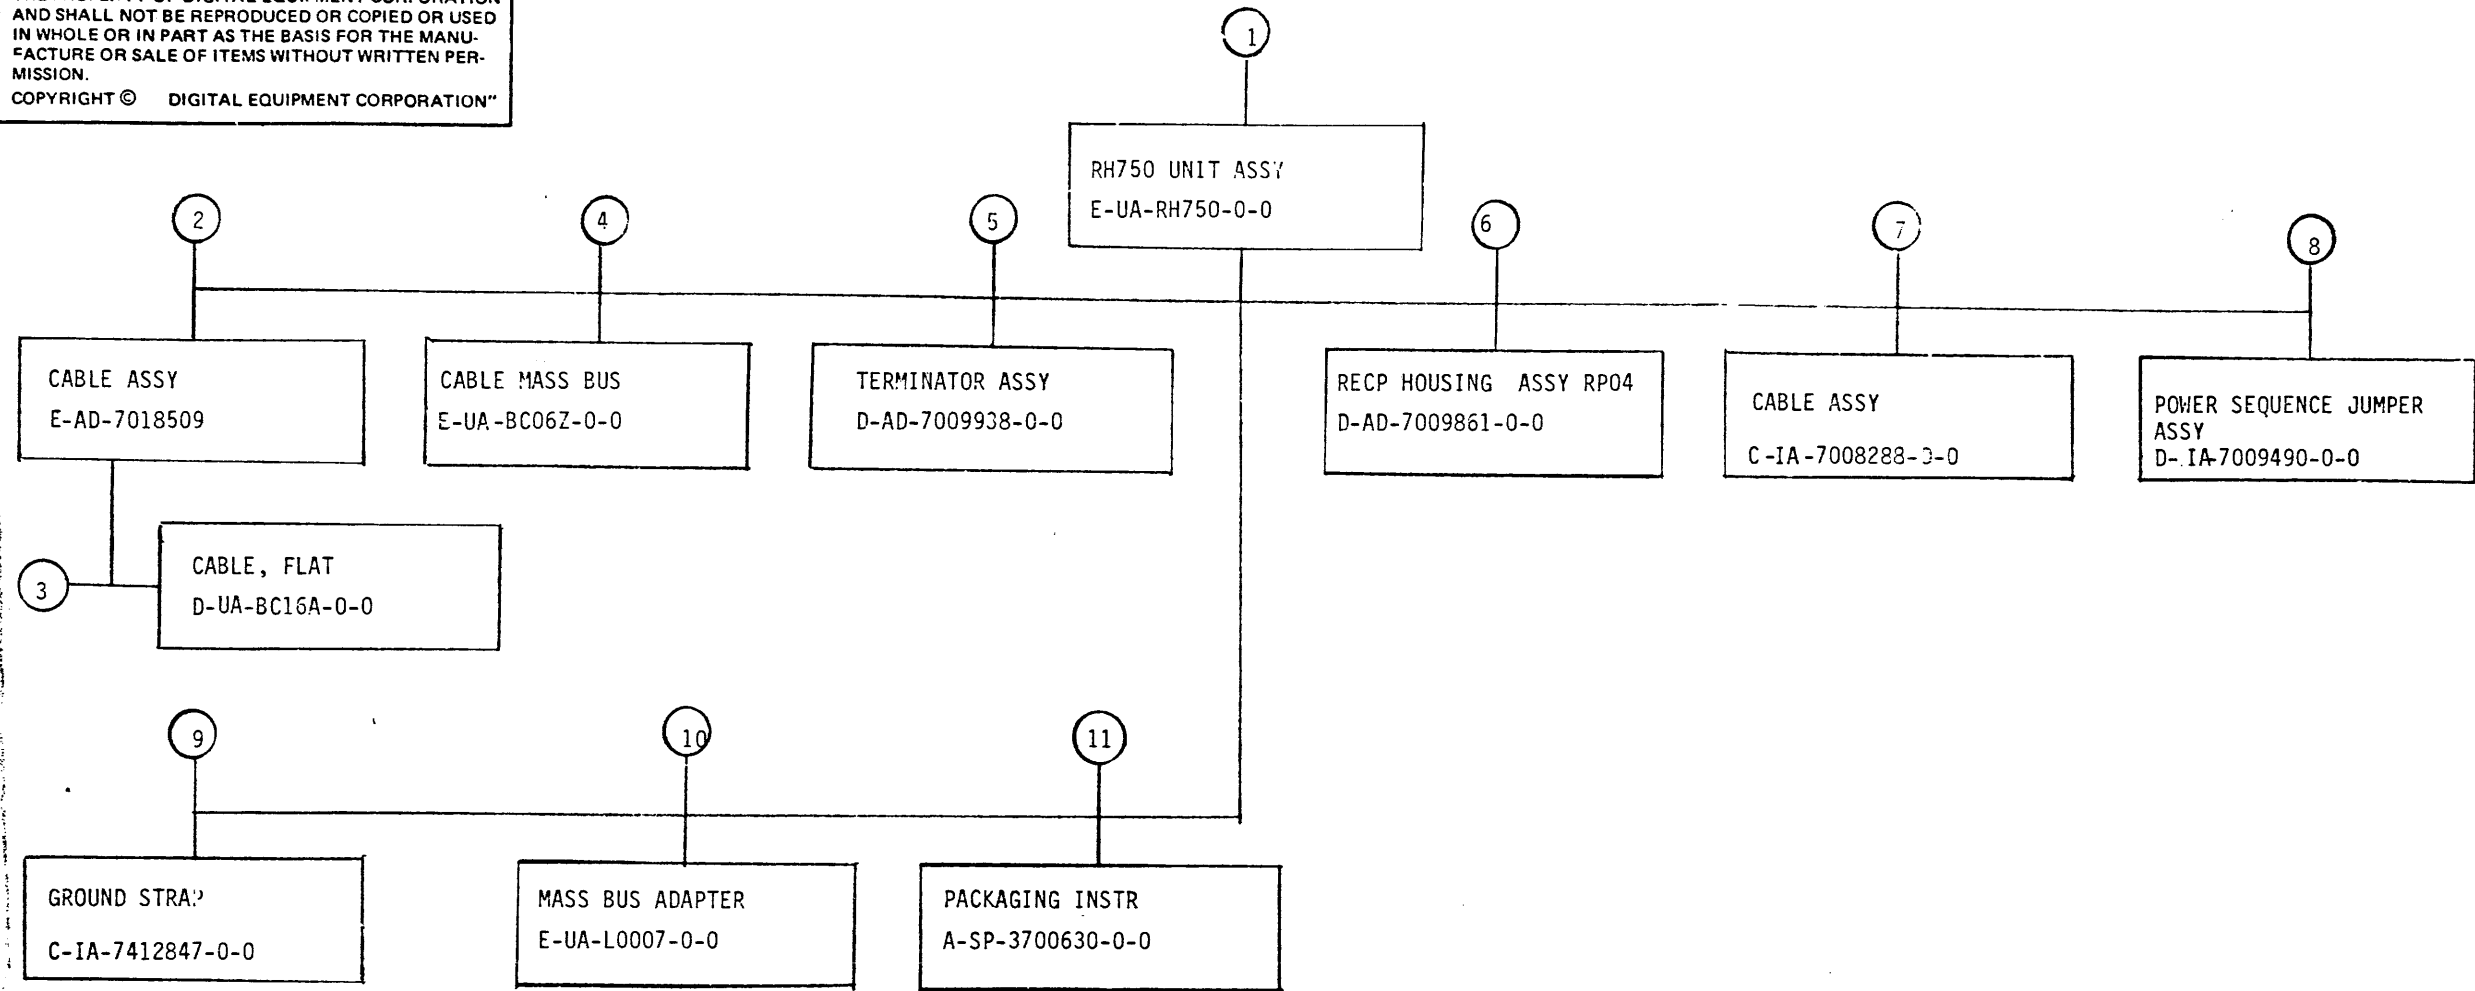 AND SHALL NOT BE REPRODUCED OR COPIED OR USED
IN WHOLE OR IN PART AS THE BASIS FOR THE MANU-
FACTURE OR SALE OF ITEMS WITHOUT WRITTEN PER-
MISSION.
COPYRIGHT © DIGITAL EQUIPMENT CORPORATION"
1
RH750 UNIT ASSY
E-UA-RH750-0-0
2
4
5
6
7
8
CABLE ASSY
E-AD-7018509
CABLE MASS BUS
E-UA-BC06Z-0-0
TERMINATOR ASSY
D-AD-7009938-0-0
RECP HOUSING ASSY RP04
D-AD-7009861-0-0
CABLE ASSY
C-IA-7008288-0-0
POWER SEQUENCE JUMPER
ASSY
D-IA-7009490-0-0
3
CABLE, FLAT
D-UA-BC16A-0-0
9
10
11
GROUND STRAP
C-IA-7412847-0-0
MASS BUS ADAPTER
E-UA-L0007-0-0
PACKAGING INSTR
A-SP-3700630-0-0